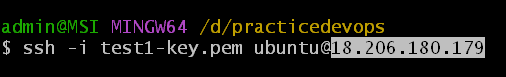 admin@MSI MINGW64 /d/practicedevops
$ ssh -i test1-key.pem ubuntu@18.206.180.179